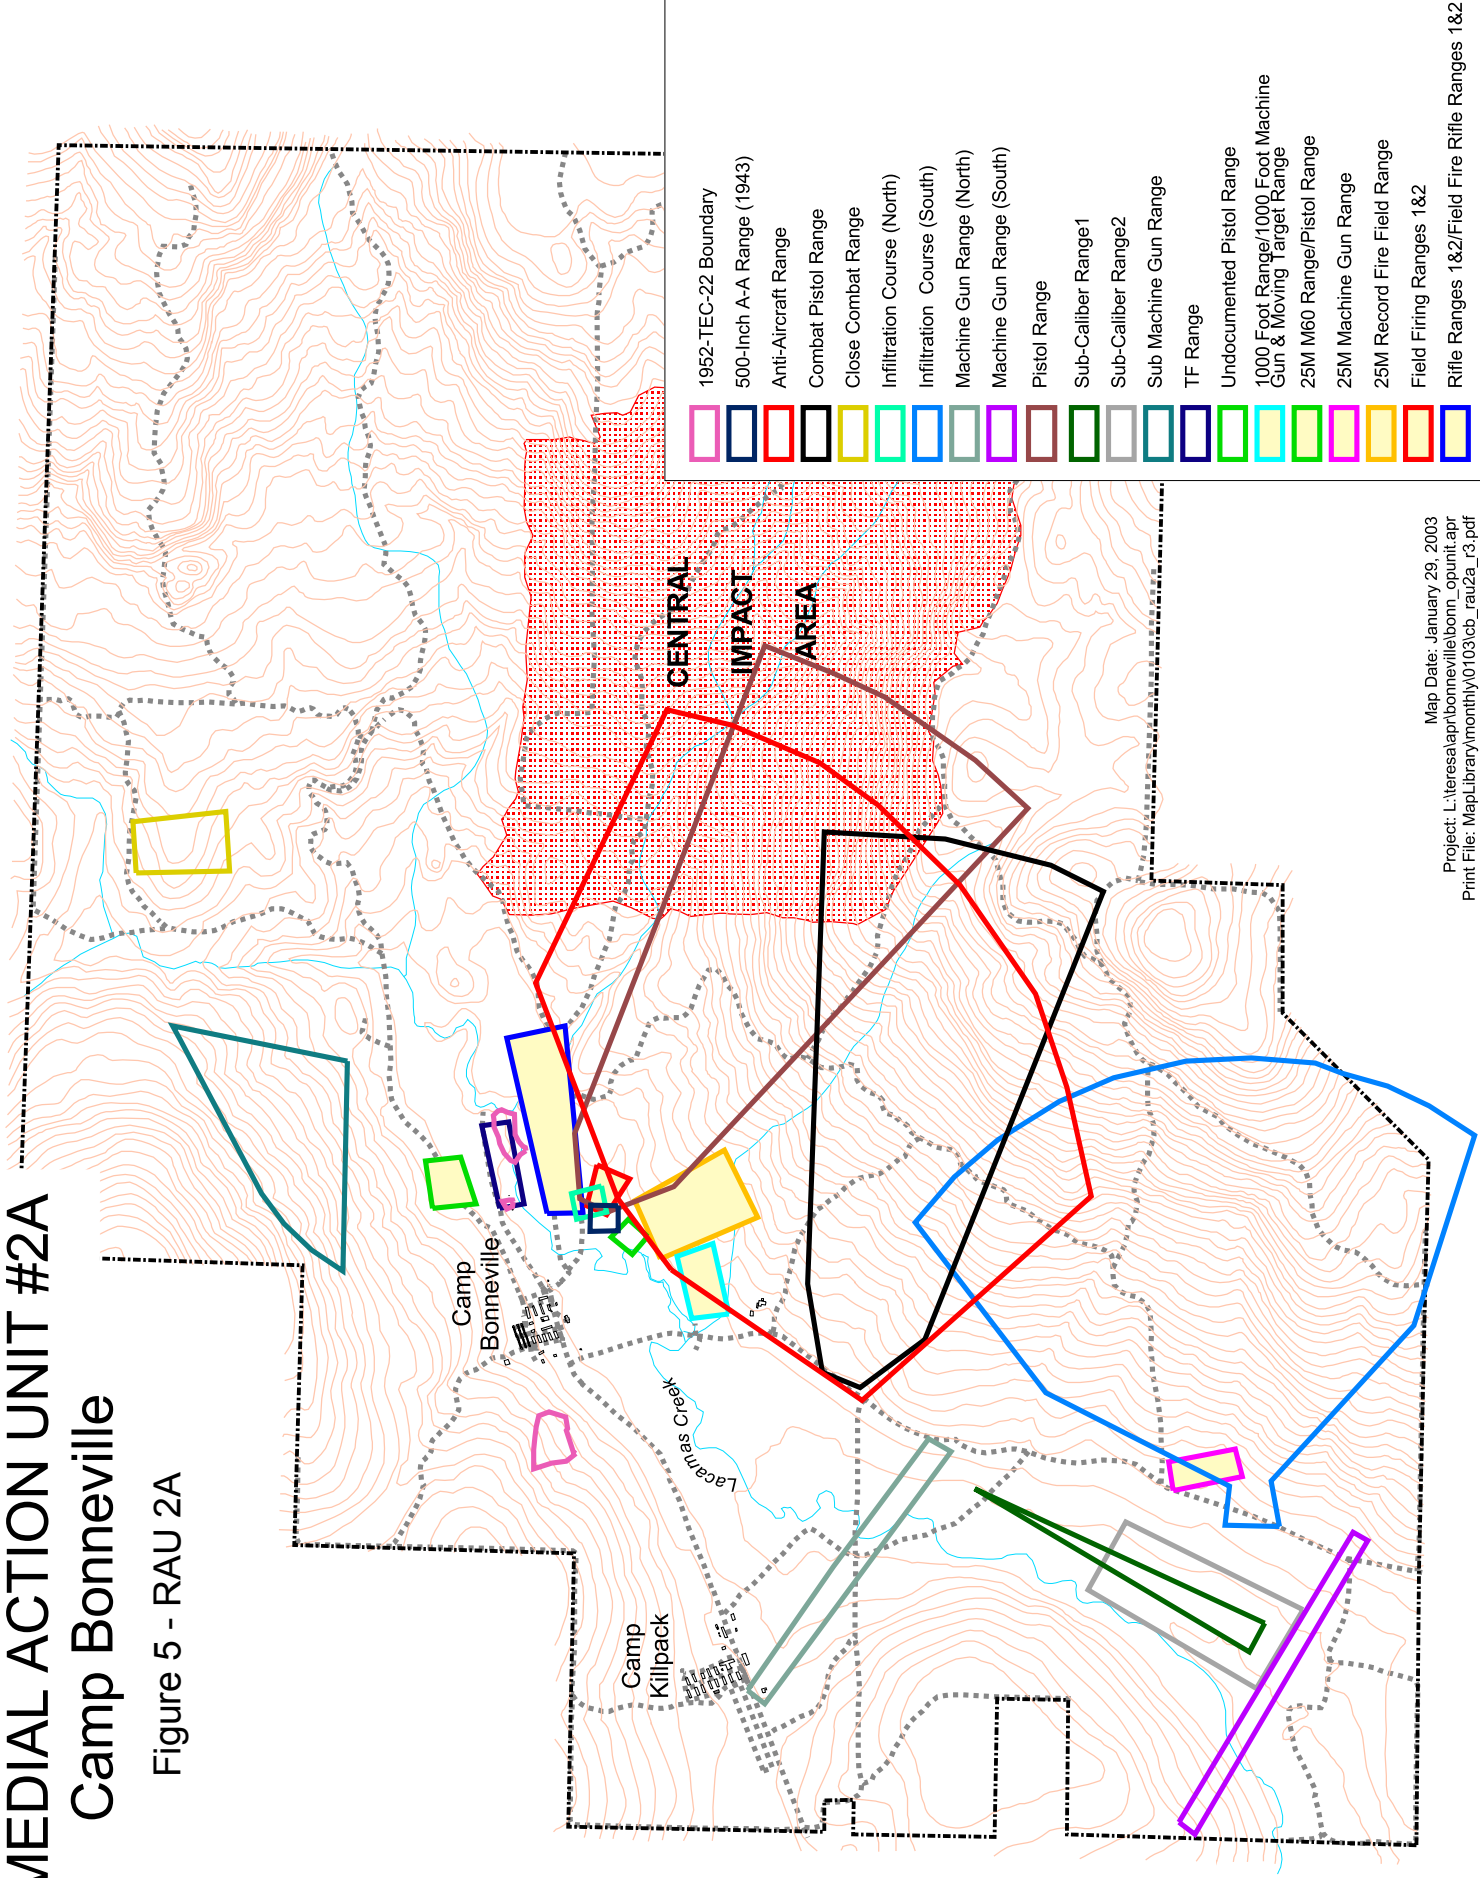 MEDIAL ACTION UNIT #2A
Camp Bonneville
Figure 5 - RAU 2A
Camp
Bonneville
Camp
Killpack
Lacamas Creek
CENTRAL
IMPACT
AREA
1952-TEC-22 Boundary
500-Inch A-A Range (1943)
Anti-Aircraft Range
Combat Pistol Range
Close Combat Range
Infiltration Course (North)
Infiltration Course (South)
Machine Gun Range (North)
Machine Gun Range (South)
Pistol Range
Sub-Caliber Range1
Sub-Caliber Range2
Sub Machine Gun Range
TF Range
Undocumented Pistol Range
1000 Foot Range/1000 Foot Machine
Gun & Moving Target Range
25M M60 Range/Pistol Range
25M Machine Gun Range
25M Record Fire Field Range
Field Firing Ranges 1&2
Rifle Ranges 1&2/Field Fire Rifle Ranges 1&2
Map Date: January 29, 2003
Project: L:\teresa\apr\bonneville\bonn_opunit.apr
Print File: MapLibrary\monthly\0103\cb_rau2a_r3.pdf